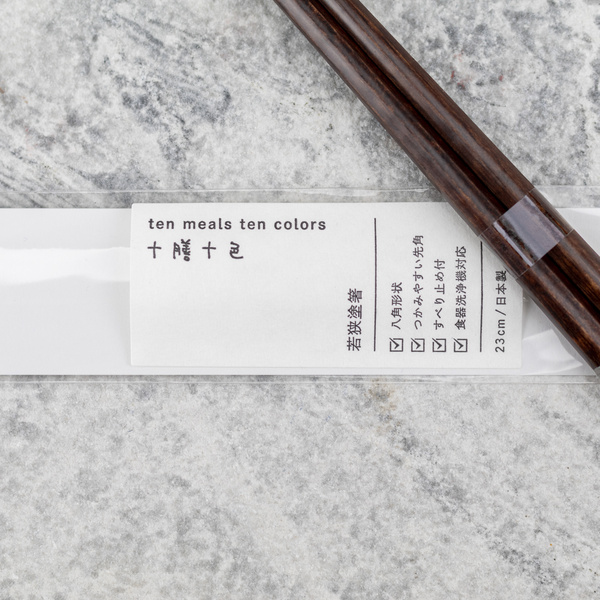 ten meals ten colors
十膳十色
若狭塗箸
☑ 八角形状
☑ つかみやすい先角
☑ すべり止め付
☑ 食器洗浄機対応
23cm/日本製